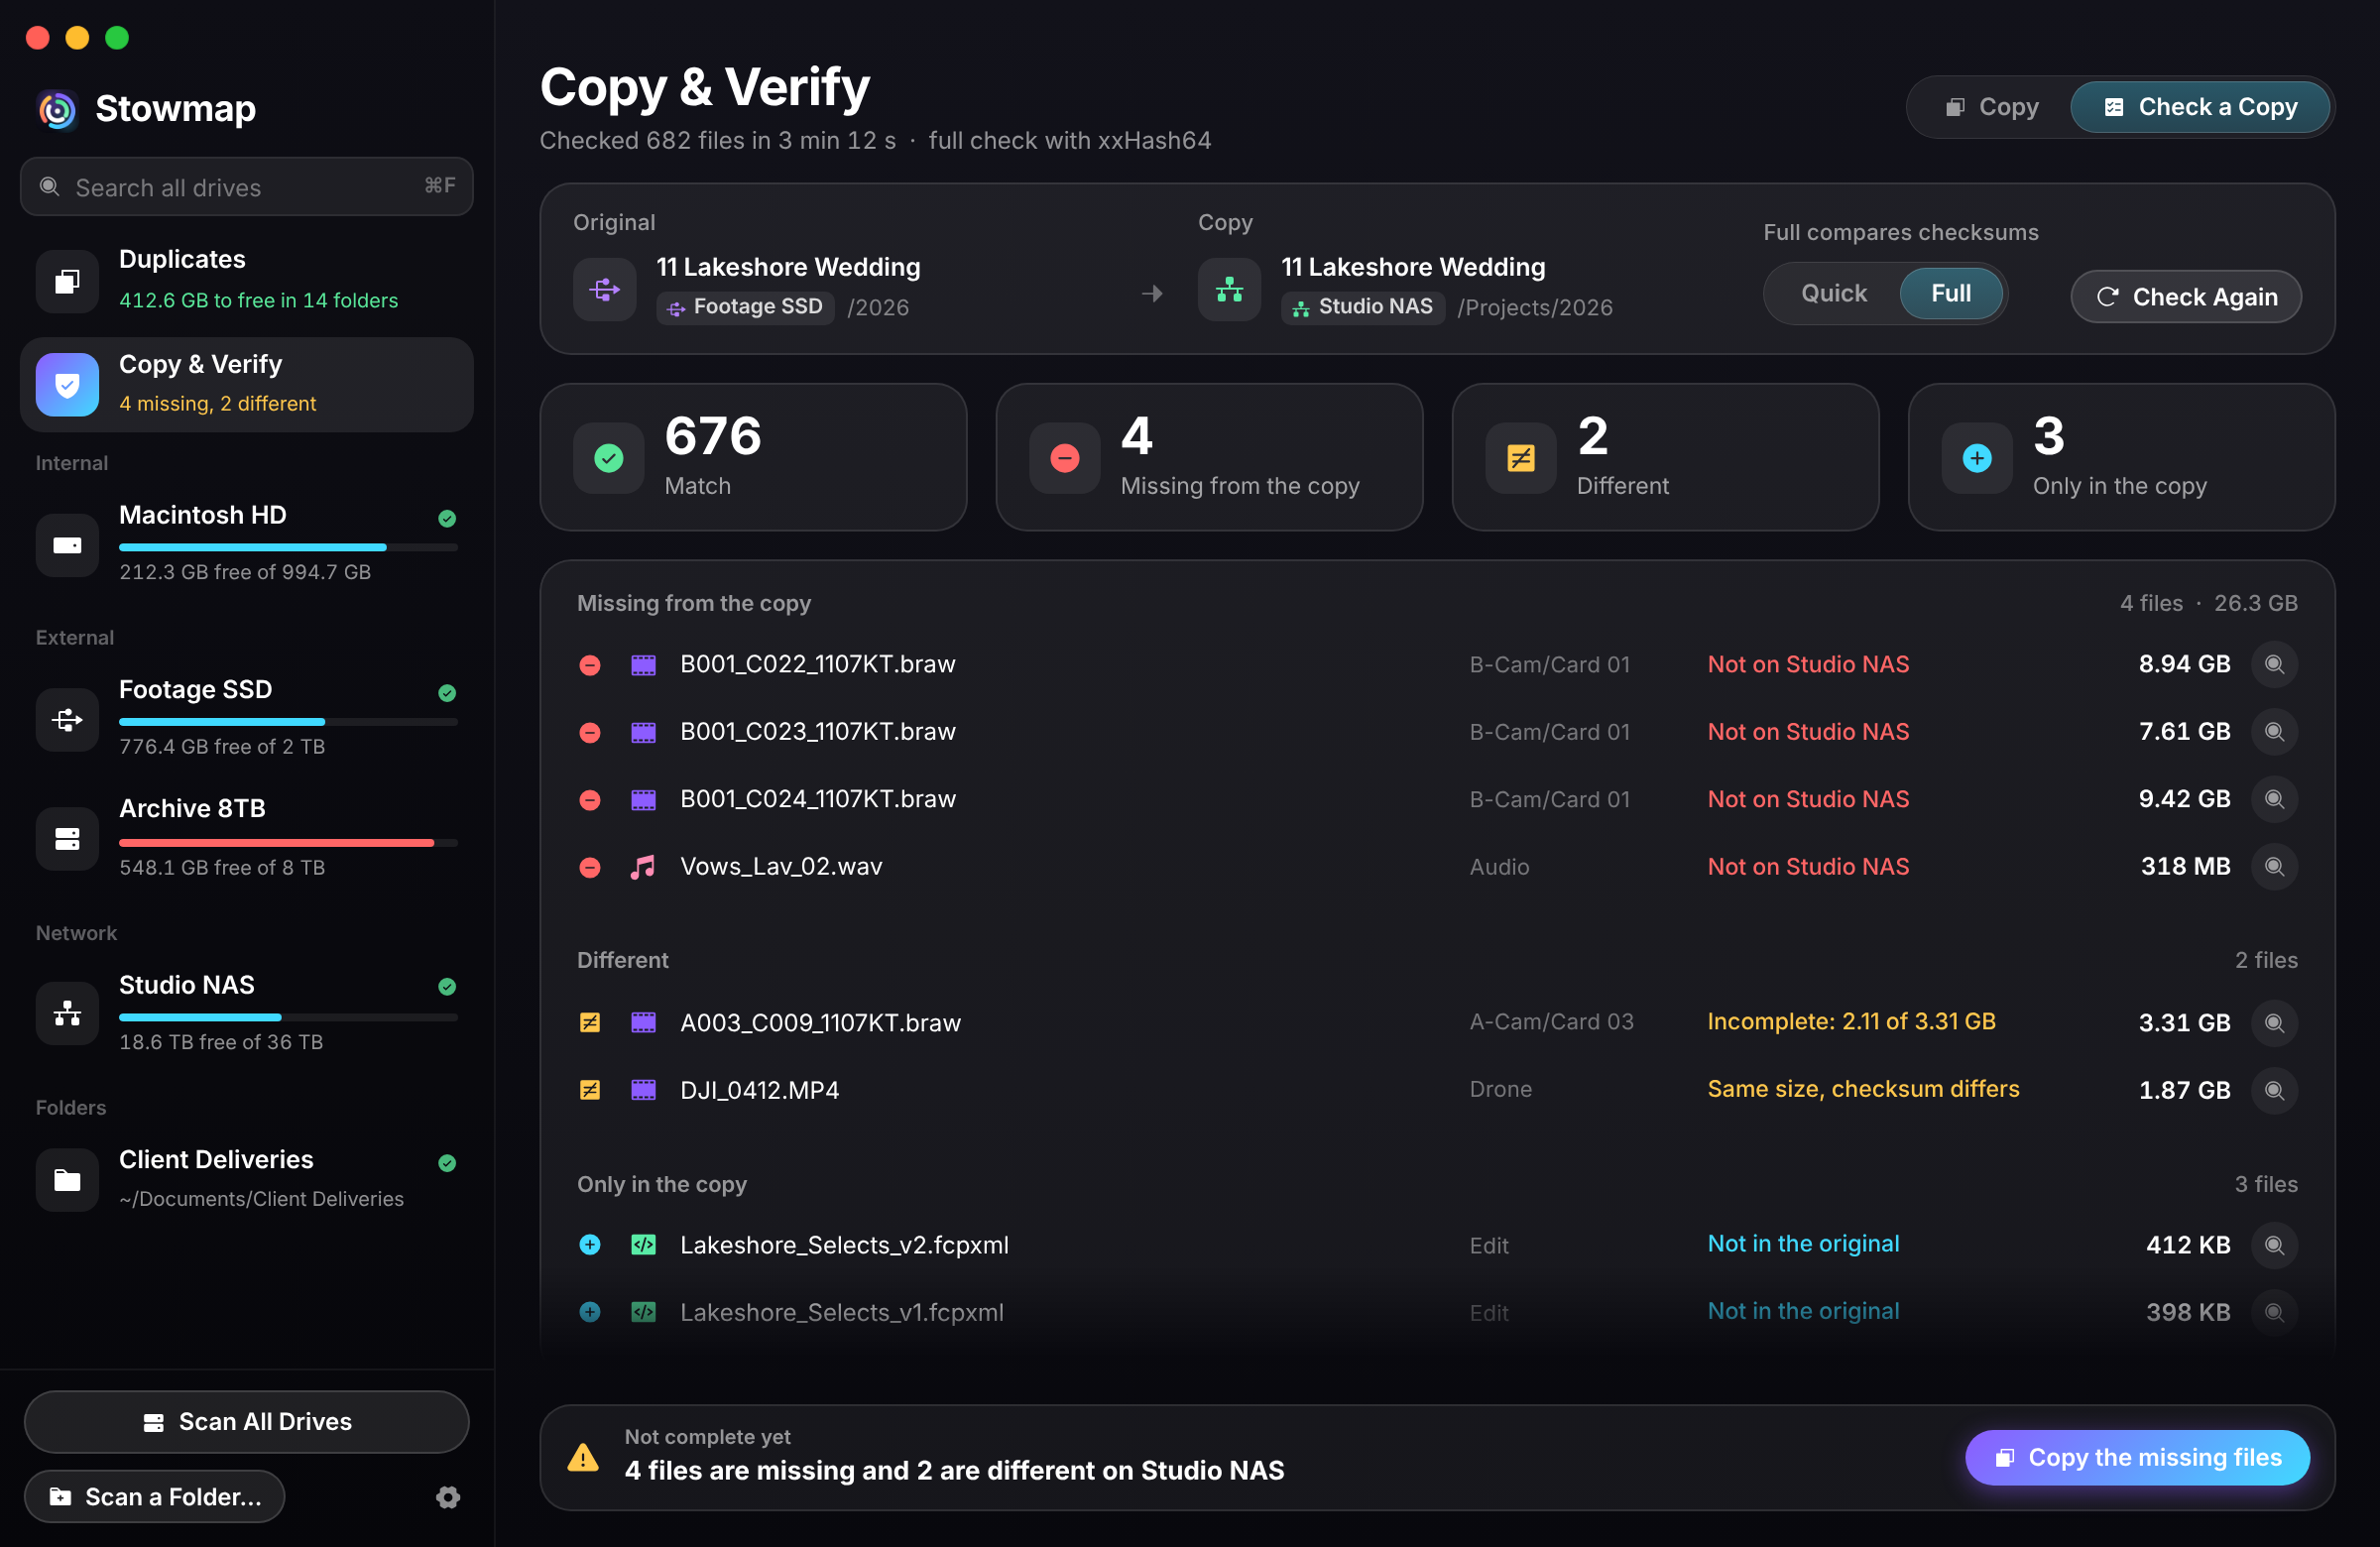 Stowmap
Search all drives ⌘F
Duplicates
412.6 GB to free in 14 folders
Copy & Verify
4 missing, 2 different
Internal
Macintosh HD
212.3 GB free of 994.7 GB
External
Footage SSD
776.4 GB free of 2 TB
Archive 8TB
548.1 GB free of 8 TB
Network
Studio NAS
18.6 TB free of 36 TB
Folders
Client Deliveries
~/Documents/Client Deliveries
Scan All Drives
Scan a Folder...
Copy & Verify
Checked 682 files in 3 min 12 s · full check with xxHash64
Copy
Check a Copy
Original
11 Lakeshore Wedding
Footage SSD /2026
Copy
11 Lakeshore Wedding
Studio NAS /Projects/2026
Full compares checksums
Quick Full
Check Again
676
Match
4
Missing from the copy
2
Different
3
Only in the copy
Missing from the copy 4 files · 26.3 GB
B001_C022_1107KT.braw B-Cam/Card 01 Not on Studio NAS 8.94 GB
B001_C023_1107KT.braw B-Cam/Card 01 Not on Studio NAS 7.61 GB
B001_C024_1107KT.braw B-Cam/Card 01 Not on Studio NAS 9.42 GB
Vows_Lav_02.wav Audio Not on Studio NAS 318 MB
Different 2 files
A003_C009_1107KT.braw A-Cam/Card 03 Incomplete: 2.11 of 3.31 GB 3.31 GB
DJI_0412.MP4 Drone Same size, checksum differs 1.87 GB
Only in the copy 3 files
Lakeshore_Selects_v2.fcpxml Edit Not in the original 412 KB
Lakeshore_Selects_v1.fcpxml Edit Not in the original 398 KB
Not complete yet
4 files are missing and 2 are different on Studio NAS
Copy the missing files